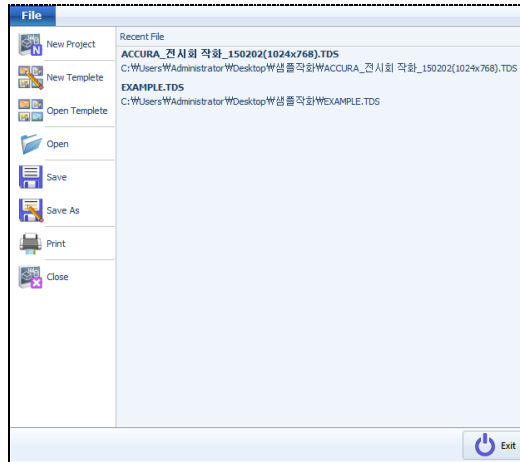 File
New Project
New Templete
Open Templete
Open
Save
Save As
Print
Close
Recent File
ACCURA_전시회 작화_150202(1024x768).TDS
C:₩Users₩Administrator₩Desktop₩샘플작화₩ACCURA_전시회 작화_150202(1024x768).TDS
EXAMPLE.TDS
C:₩Users₩Administrator₩Desktop₩샘플작화₩EXAMPLE.TDS
Exit